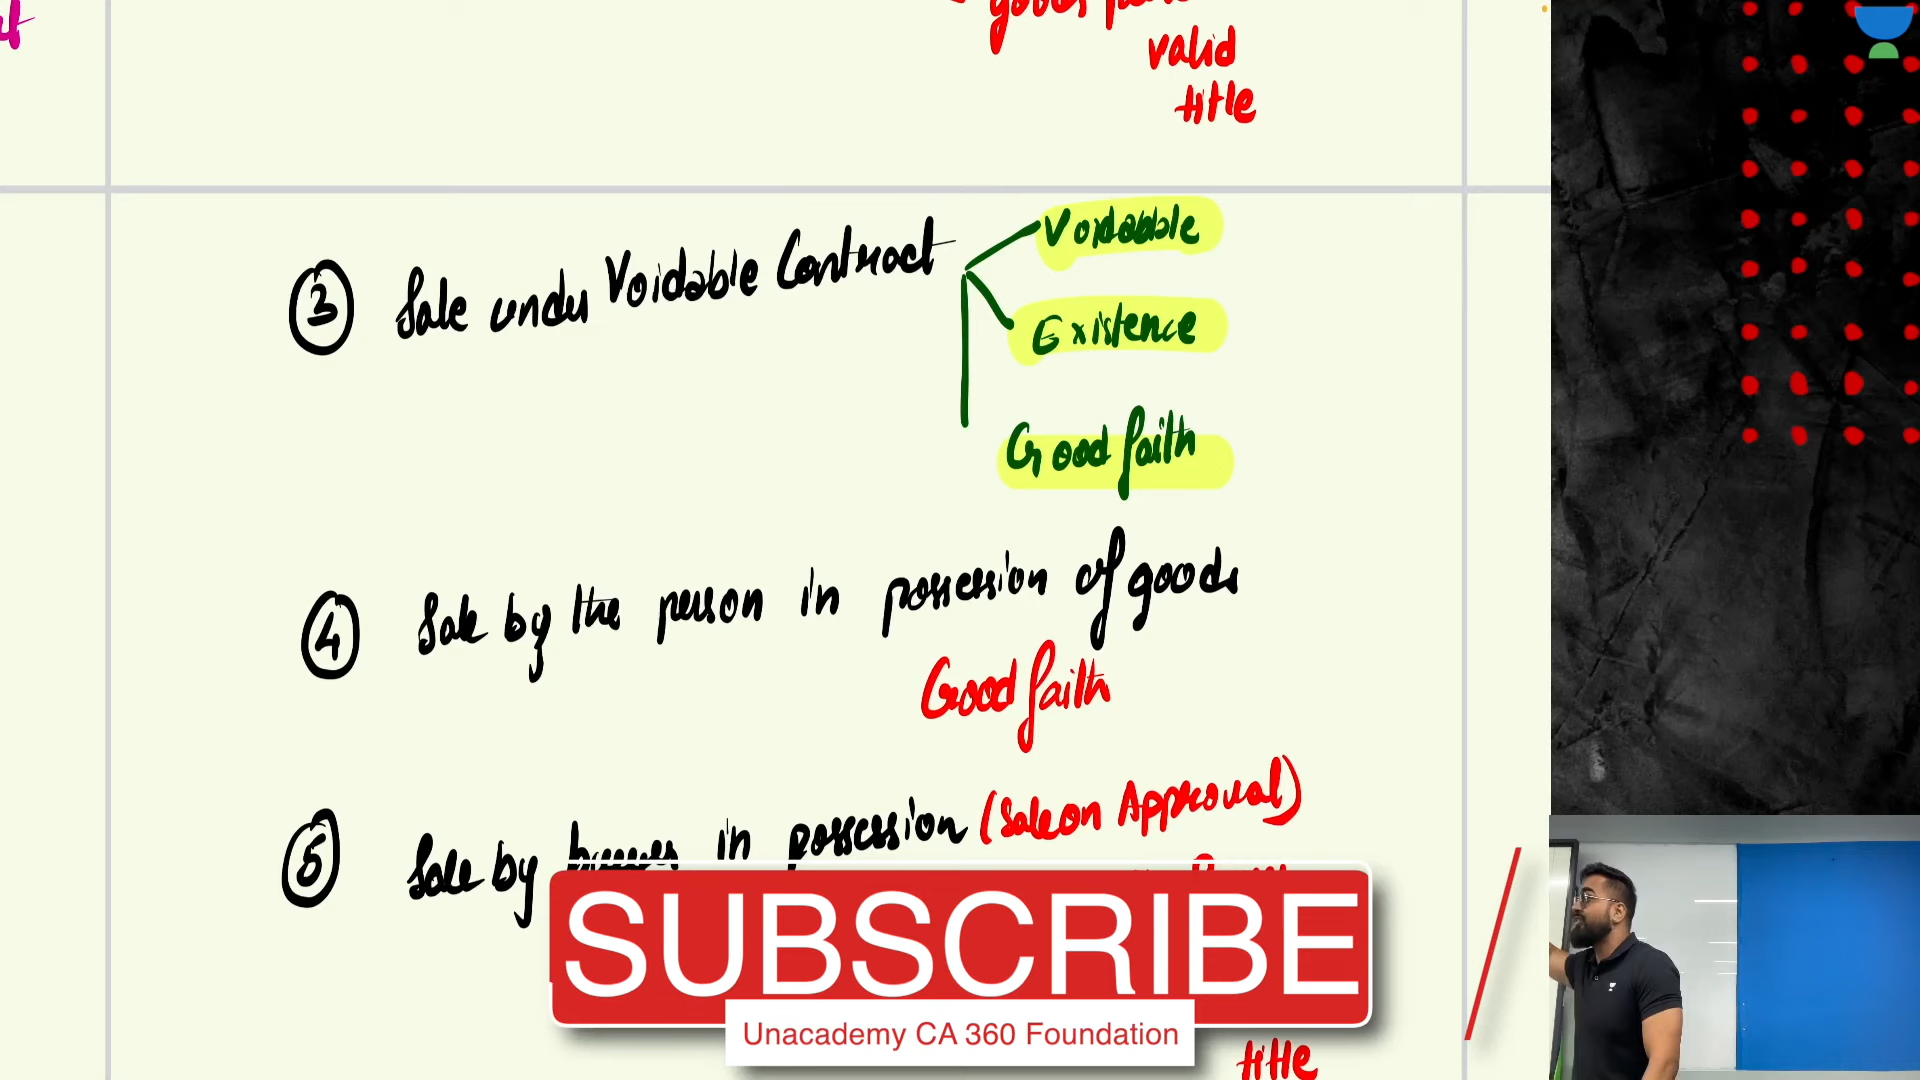 valid
title
③ Sale under Voidable Contract
Voidable
Existence
Good faith
④ Sale by the person in possession of goods
Good faith
⑤ Sale by buyer in possession (Sale on Approval)
SUBSCRIBE
Unacademy CA 360 Foundation
title